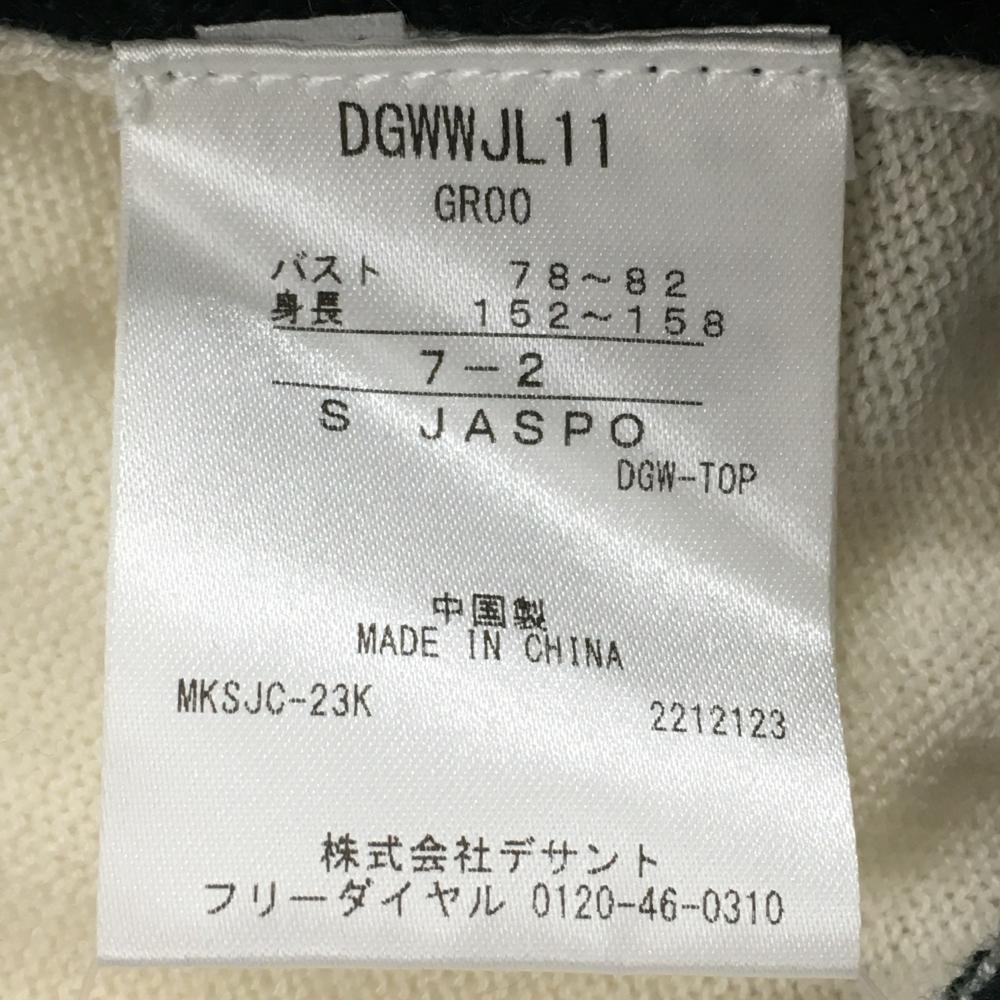 DGWWJL11
GR00
バスト 78～82
身長 152～158
7－2
S JASPO
DGW-TOP
中国製
MADE IN CHINA
MKSJC-23K 2212123
株式会社デサント
フリーダイヤル 0120-46-0310